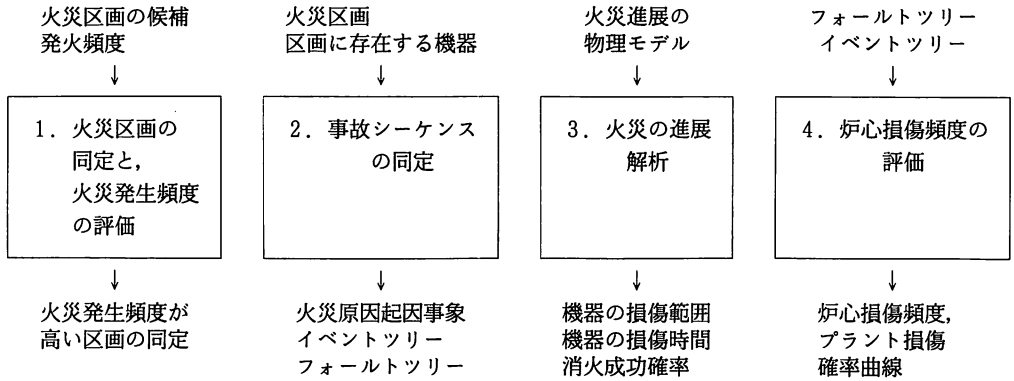 火災区画の候補
発火頻度
火災区画
区画に存在する機器
火災進展の
物理モデル
フォールトツリー
イベントツリー
1. 火災区画の
同定と,
火災発生頻度
の評価
2. 事故シーケンス
の同定
3. 火災の進展
解析
4. 炉心損傷頻度の
評価
火災発生頻度が
高い区画の同定
火災原因起因事象
イベントツリー
フォールトツリー
機器の損傷範囲
機器の損傷時間
消火成功確率
炉心損傷頻度,
プラント損傷
確率曲線